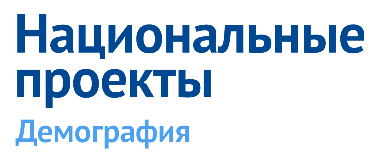 Национальные
проекты
Демография